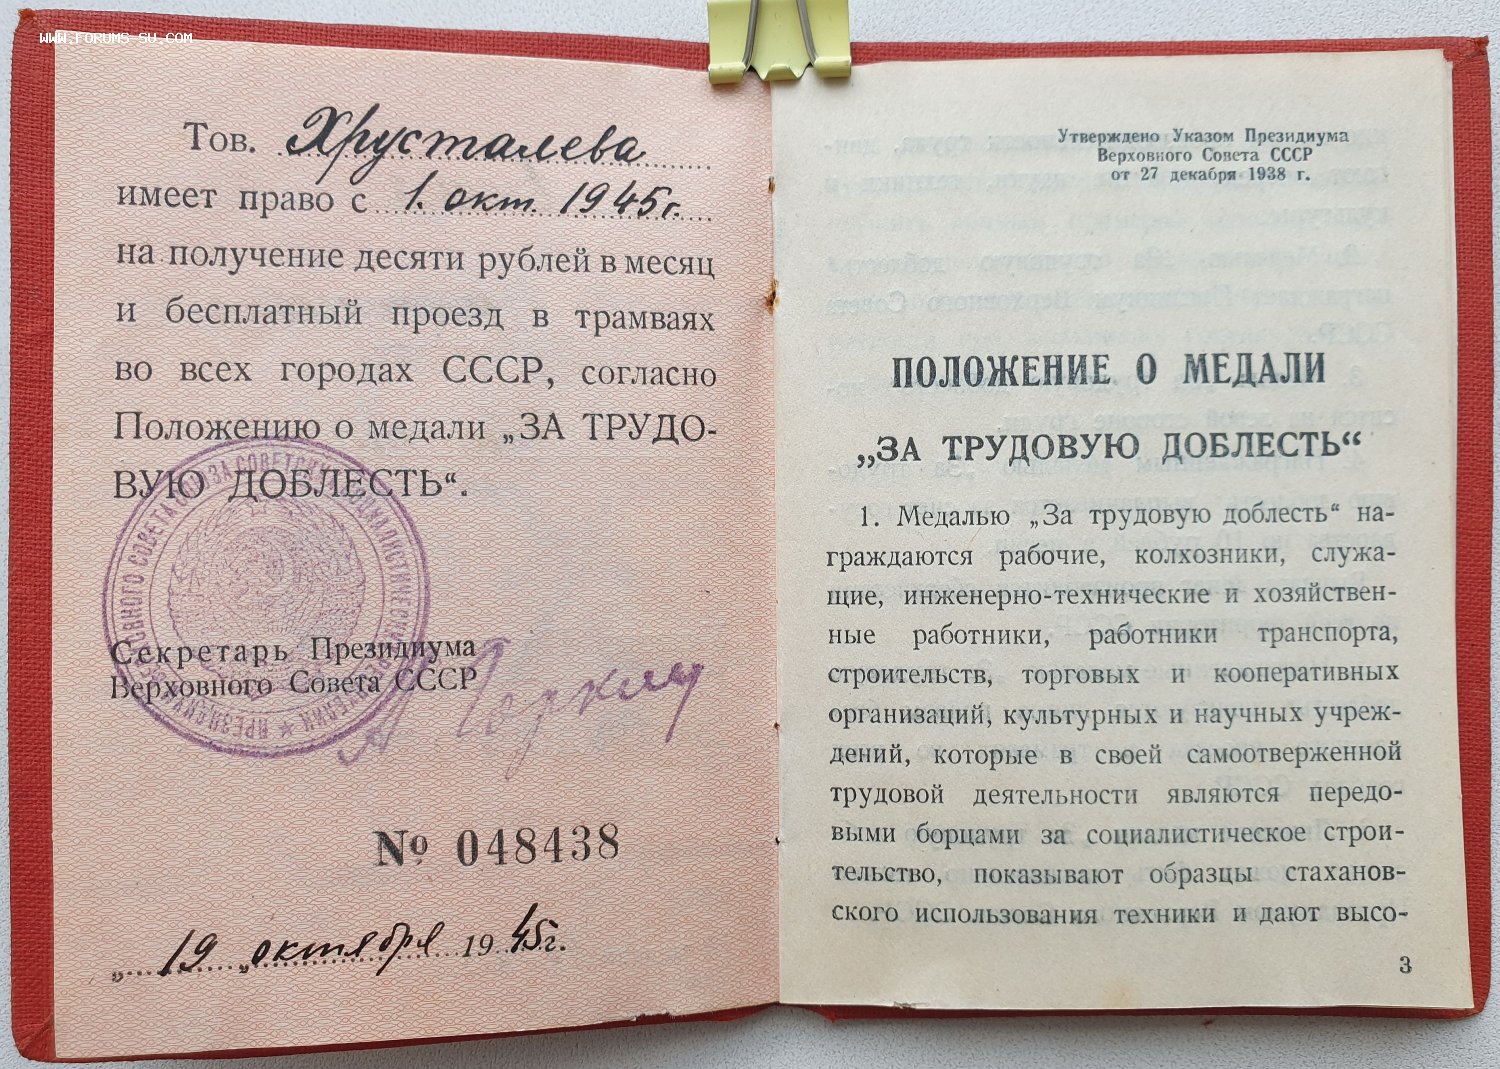 www.forums-su.com
Тов. Хрусталева
имеет право с 1. окт. 1945г.
на получение десяти рублей в месяц
и бесплатный проезд в трамваях
во всех городах СССР, согласно
Положению о медали „ЗА ТРУДО-
ВУЮ ДОБЛЕСТЬ“.
Секретарь Президиума
Верховного Совета СССР
А Горкин
№ 048438
„19„ октября 1945г.
Утверждено Указом Президиума
Верховного Совета СССР
от 27 декабря 1938 г.
ПОЛОЖЕНИЕ О МЕДАЛИ
„ЗА ТРУДОВУЮ ДОБЛЕСТЬ“
1. Медалью „За трудовую доблесть“ на-
граждаются рабочие, колхозники, служа-
щие, инженерно-технические и хозяйствен-
ные работники, работники транспорта,
строительств, торговых и кооперативных
организаций, культурных и научных учреж-
дений, которые в своей самоотверженной
трудовой деятельности являются передо-
выми борцами за социалистическое строи-
тельство, показывают образцы стаханов-
ского использования техники и дают высо-
3